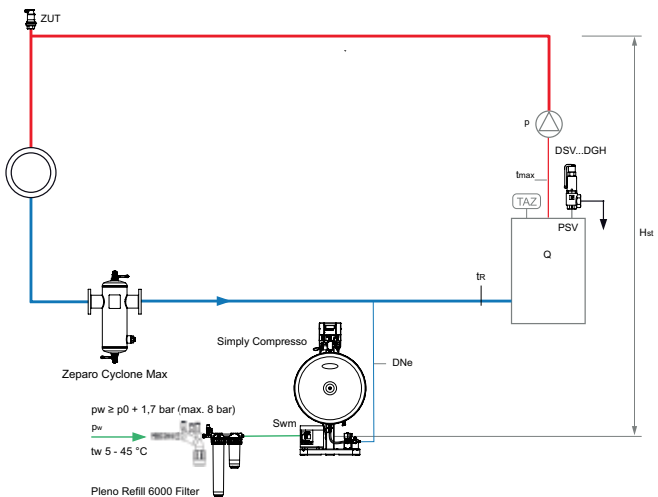 ZUT
p
DSV...DGH
tmax
TAZ
PSV
Q
Hst
tR
Simply Compresso
DNe
Zeparo Cyclone Max
pw ≥ p0 + 1,7 bar (max. 8 bar)
Swm
pw
tw 5 - 45 °C
Pleno Refill 6000 Filter